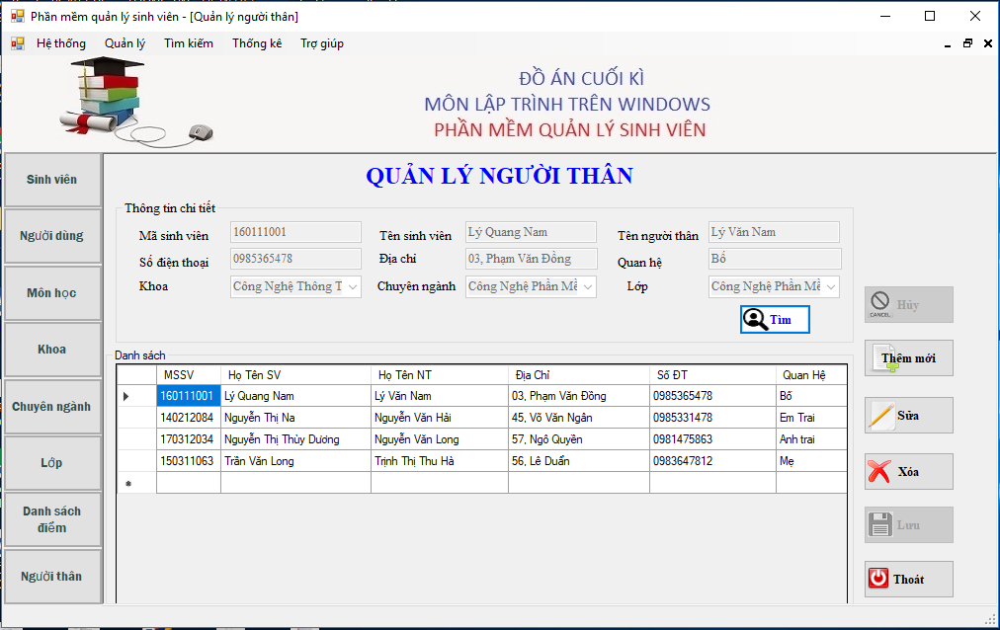 Phần mềm quản lý sinh viên - [Quản lý người thân]
Hệ thống Quản lý Tìm kiếm Thống kê Trợ giúp
ĐỒ ÁN CUỐI KÌ
MÔN LẬP TRÌNH TRÊN WINDOWS
PHẦN MỀM QUẢN LÝ SINH VIÊN
Sinh viên
Người dùng
Môn học
Khoa
Chuyên ngành
Lớp
Danh sách
điểm
Người thân
QUẢN LÝ NGƯỜI THÂN
Thông tin chi tiết
Mã sinh viên 160111001 Tên sinh viên Lý Quang Nam Tên người thân Lý Văn Nam
Số điện thoại 0985365478 Địa chỉ 03, Phạm Văn Đồng Quan hệ Bố
Khoa Công Nghệ Thông T Chuyên ngành Công Nghệ Phần Mề Lớp Công Nghệ Phần Mề
Tìm
Danh sách
MSSV Họ Tên SV Họ Tên NT Địa Chỉ Số ĐT Quan Hệ
160111001 Lý Quang Nam Lý Văn Nam 03, Phạm Văn Đồng 0985365478 Bố
140212084 Nguyễn Thị Na Nguyễn Văn Hải 45, Võ Văn Ngân 0985331478 Em Trai
170312034 Nguyễn Thị Thùy Dương Nguyễn Văn Long 57, Ngô Quyền 0981475863 Anh trai
150311063 Trần Văn Long Trịnh Thị Thu Hà 56, Lê Duẩn 0983647812 Mẹ
CANCEL Hủy
Thêm mới
Sửa
Xóa
Lưu
Thoát